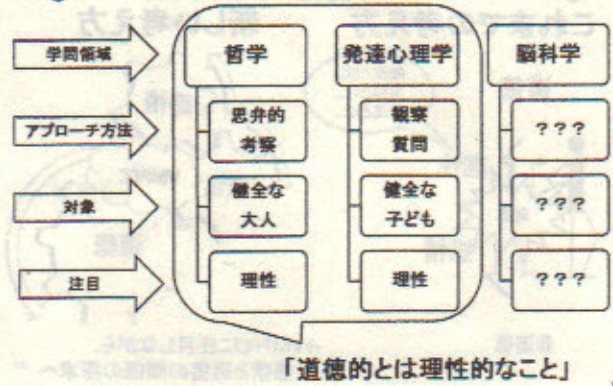 学問領域
哲学
発達心理学
脳科学
アプローチ方法
思弁的
考察
観察
質問
???
対象
健全な
大人
健全な
子ども
???
注目
理性
理性
???
「道徳的とは理性的なこと」